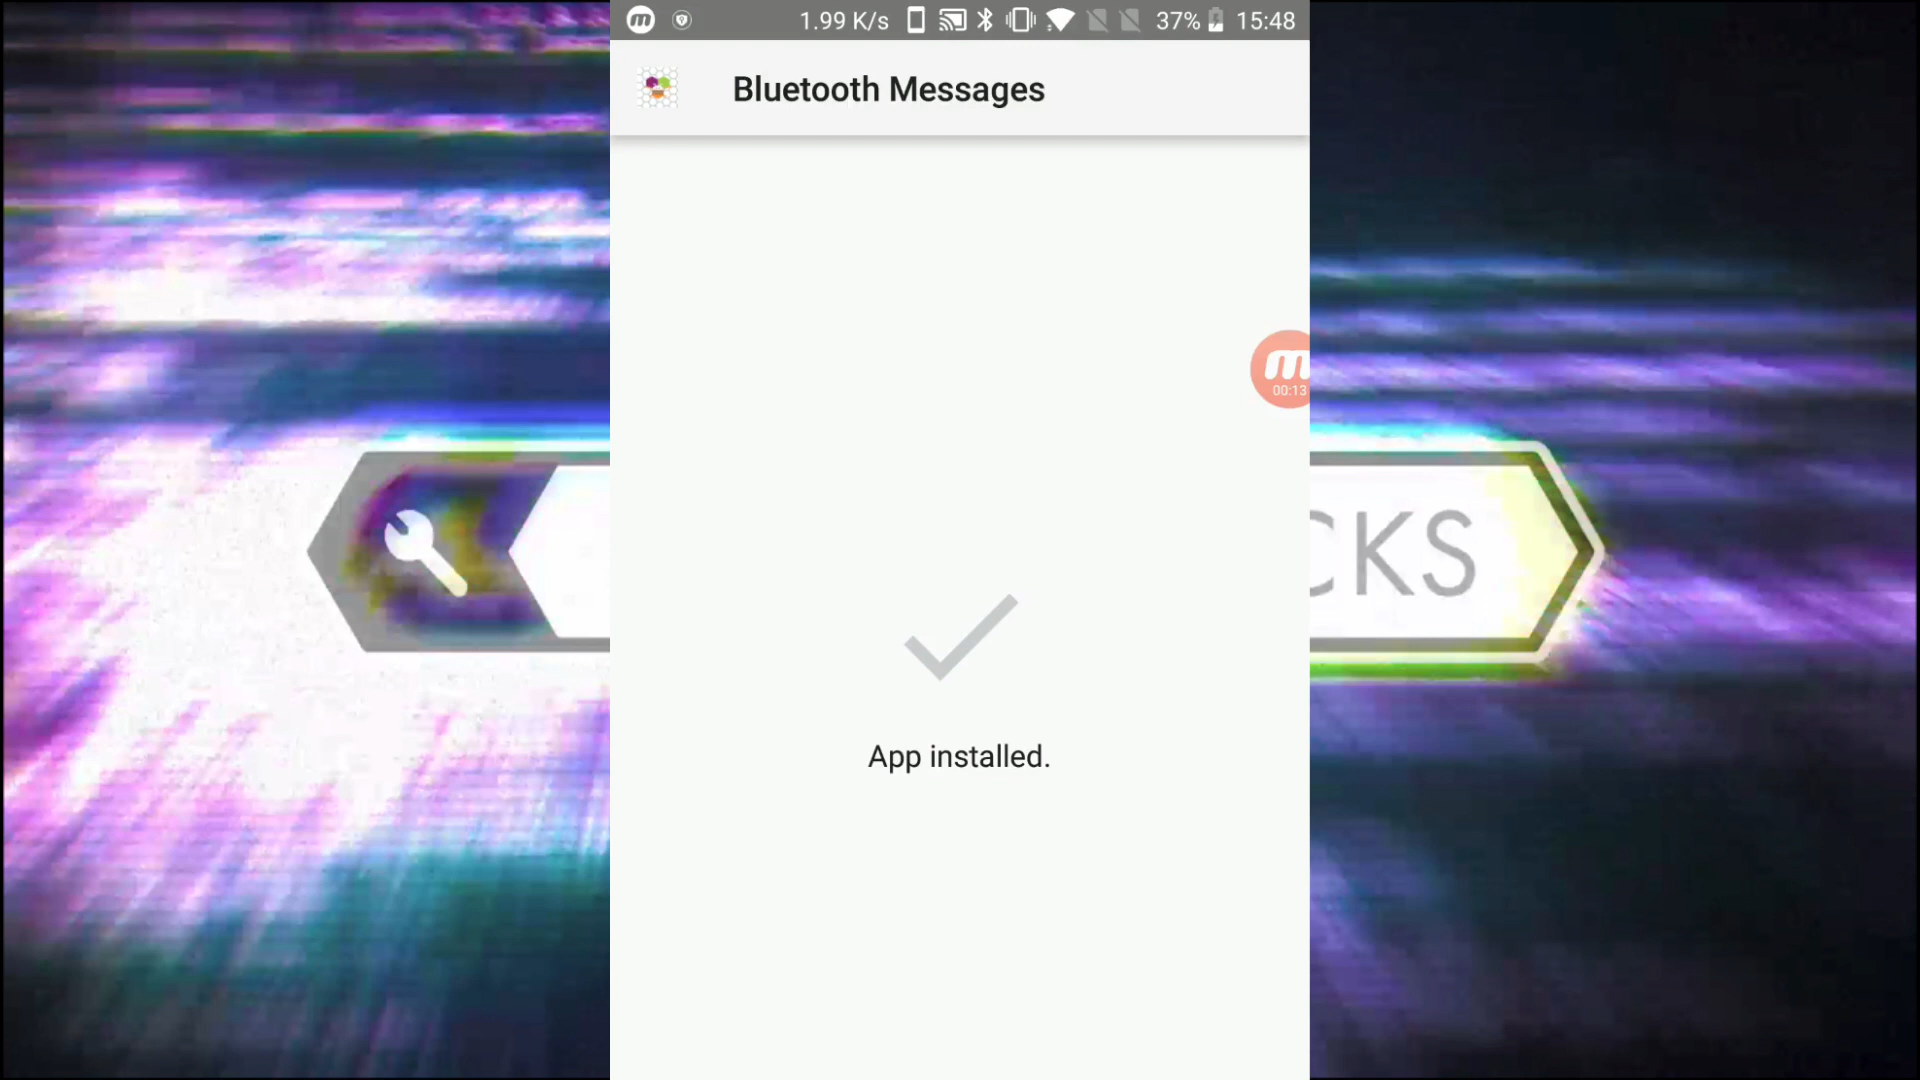 1.99 K/s 37% 15:48
Bluetooth Messages
m
00:13
CKS
App installed.